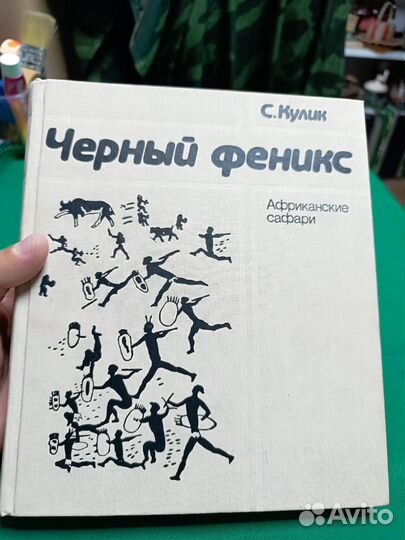 С.Кулик
Черный феникс
Африканские
сафари
Avito